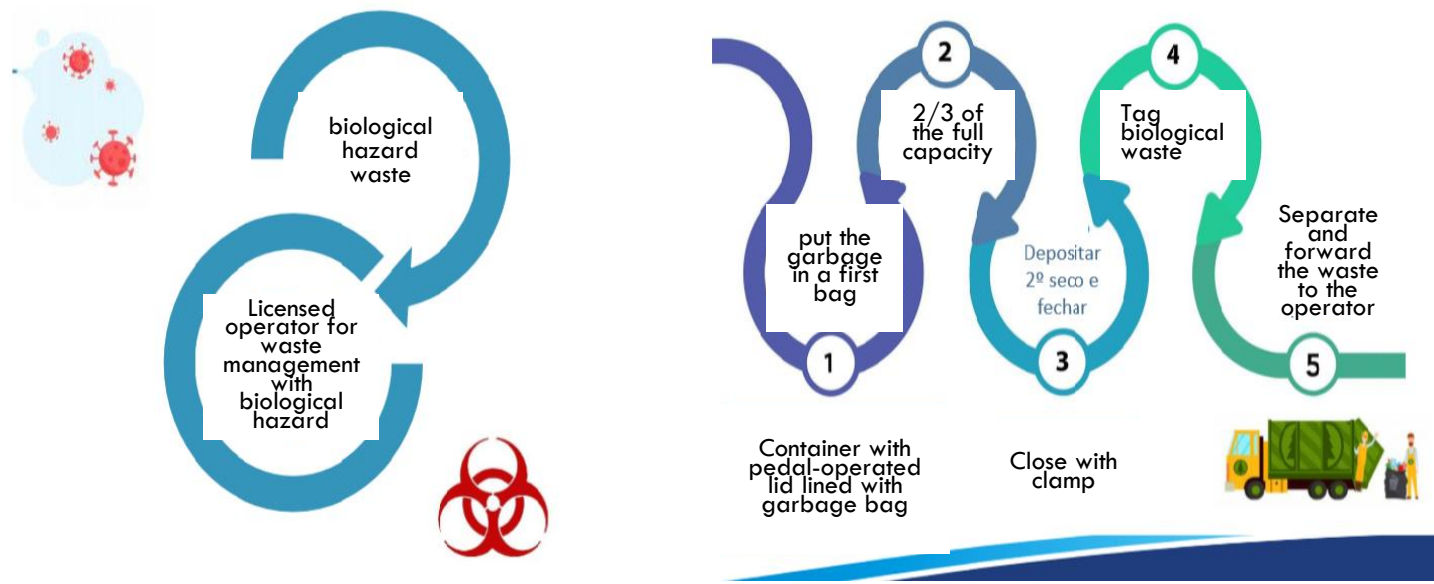 biological
hazard
waste
Licensed
operator for
waste
management
with
biological
hazard
1
put the
garbage
in a first
bag
Container with
pedal-operated
lid lined with
garbage bag
2
2/3 of
the full
capacity
Depositar
2º seco e
fechar
3
Close with
clamp
4
Tag
biological
waste
Separate
and
forward
the waste
to the
operator
5